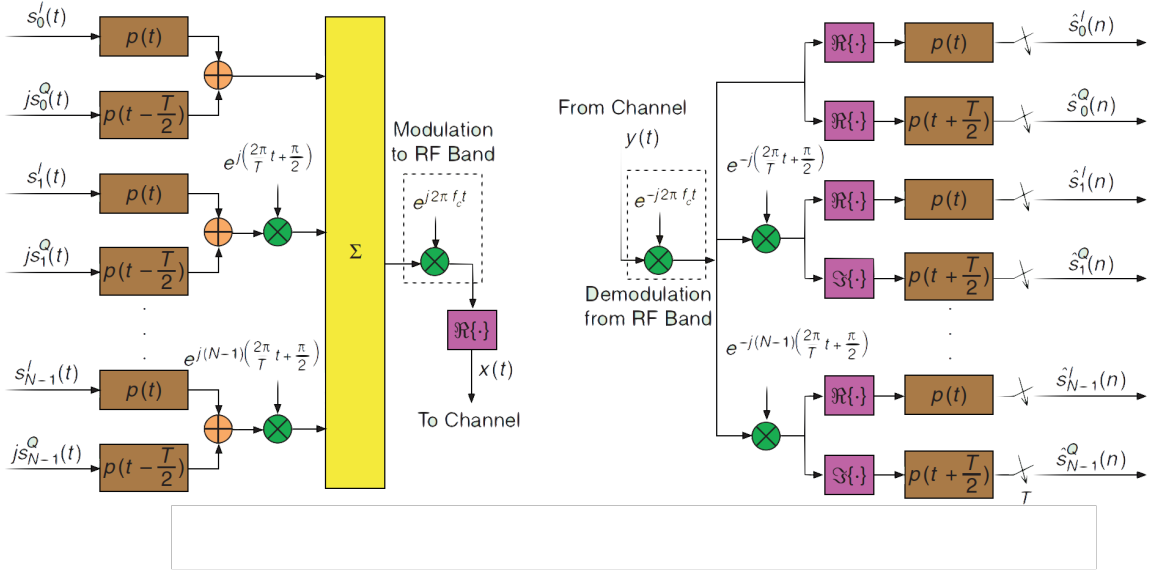 s_0^I(t)
p(t)
js_0^Q(t)
p(t − T/2)
e^{j(2π/T t + π/2)}
s_1^I(t)
p(t)
js_1^Q(t)
p(t − T/2)
.
.
.
.
.
.
e^{j(N−1)(2π/T t + π/2)}
s_{N−1}^I(t)
p(t)
js_{N−1}^Q(t)
p(t − T/2)
Σ
Modulation
to RF Band
e^{j2π f_c t}
ℜ{·}
x(t)
To Channel
From Channel
y(t)
e^{−j2π f_c t}
Demodulation
from RF Band
ℜ{·}
p(t)
ŝ_0^I(n)
ℜ{·}
p(t + T/2)
ŝ_0^Q(n)
e^{−j(2π/T t + π/2)}
ℜ{·}
p(t)
ŝ_1^I(n)
ℑ{·}
p(t + T/2)
ŝ_1^Q(n)
.
.
.
.
.
.
e^{−j(N−1)(2π/T t + π/2)}
ℜ{·}
p(t)
ŝ_{N−1}^I(n)
ℑ{·}
p(t + T/2)
ŝ_{N−1}^Q(n)
T